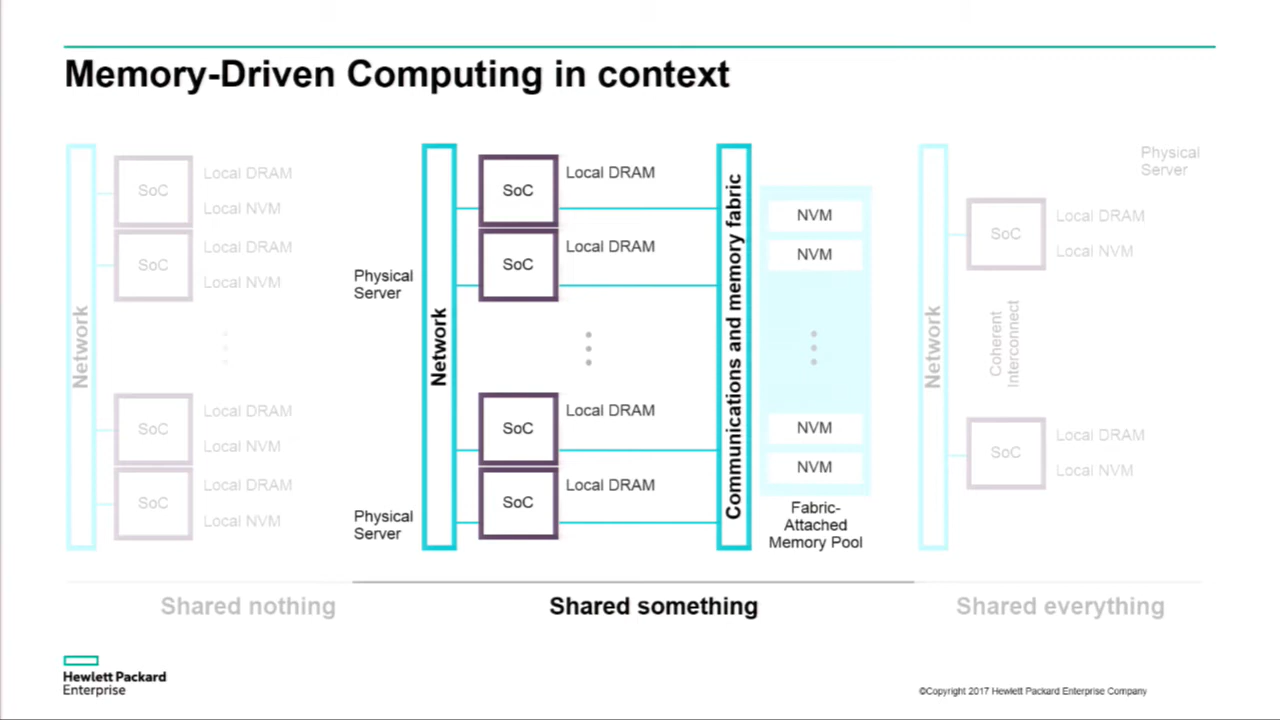 Memory-Driven Computing in context
Network
SoC
Local DRAM
Local NVM
SoC
Local DRAM
Local NVM
SoC
Local DRAM
Local NVM
SoC
Local DRAM
Local NVM
Shared nothing
Physical
Server
Physical
Server
Network
SoC
Local DRAM
SoC
Local DRAM
SoC
Local DRAM
SoC
Local DRAM
Communications and memory fabric
NVM
NVM
NVM
NVM
Fabric-
Attached
Memory Pool
Shared something
Physical
Server
Network
SoC
Local DRAM
Local NVM
Coherent
Interconnect
SoC
Local DRAM
Local NVM
Shared everything
Hewlett Packard
Enterprise
©Copyright 2017 Hewlett Packard Enterprise Company